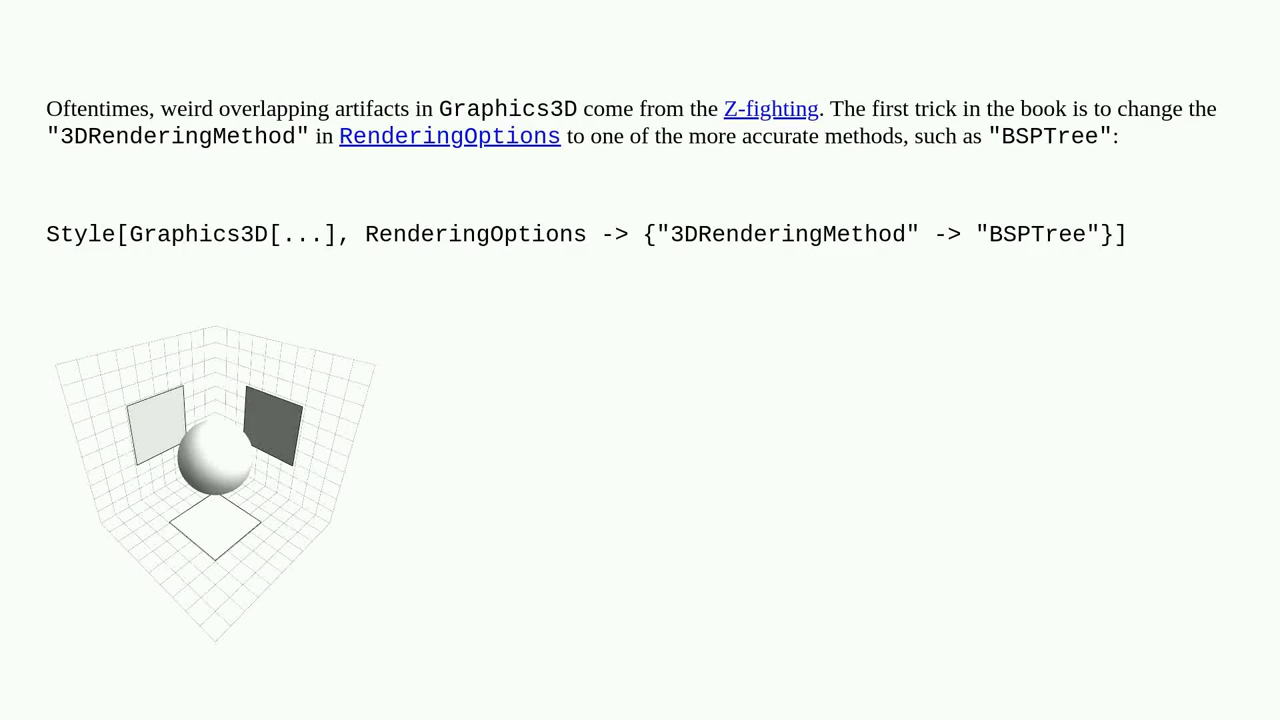 Oftentimes, weird overlapping artifacts in Graphics3D come from the Z-fighting. The first trick in the book is to change the
"3DRenderingMethod" in RenderingOptions to one of the more accurate methods, such as "BSPTree":
Style[Graphics3D[...], RenderingOptions -> {"3DRenderingMethod" -> "BSPTree"}]